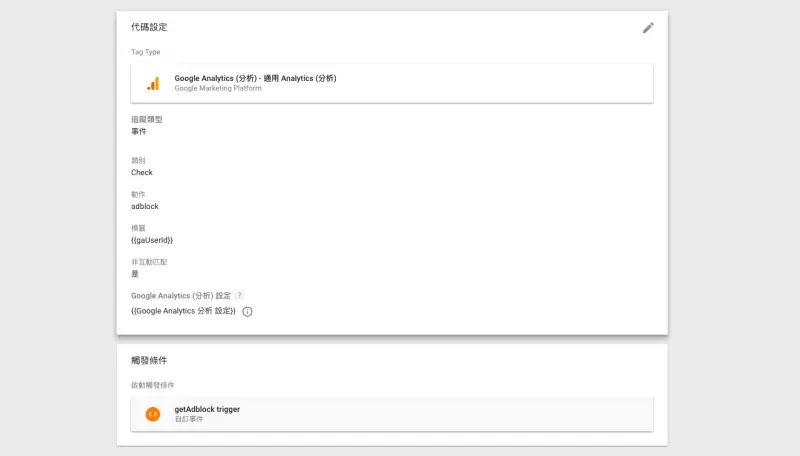 代碼設定
Tag Type
Google Analytics (分析) - 通用 Analytics (分析)
Google Marketing Platform
追蹤類型
事件
類別
Check
動作
adblock
標籤
{{gaUserId}}
非互動匹配
是
Google Analytics (分析) 設定 ?
{{Google Analytics 分析 設定}}
觸發條件
啟動觸發條件
getAdblock trigger
自訂事件